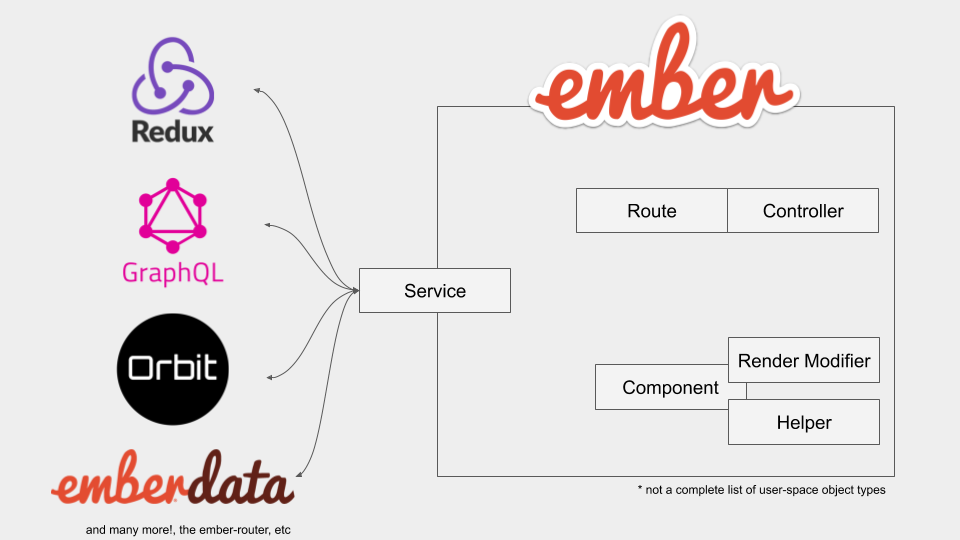 Redux
GraphQL
Orbit
emberdata
and many more!, the ember-router, etc
Service
ember
Route
Controller
Component
Render Modifier
Helper
* not a complete list of user-space object types